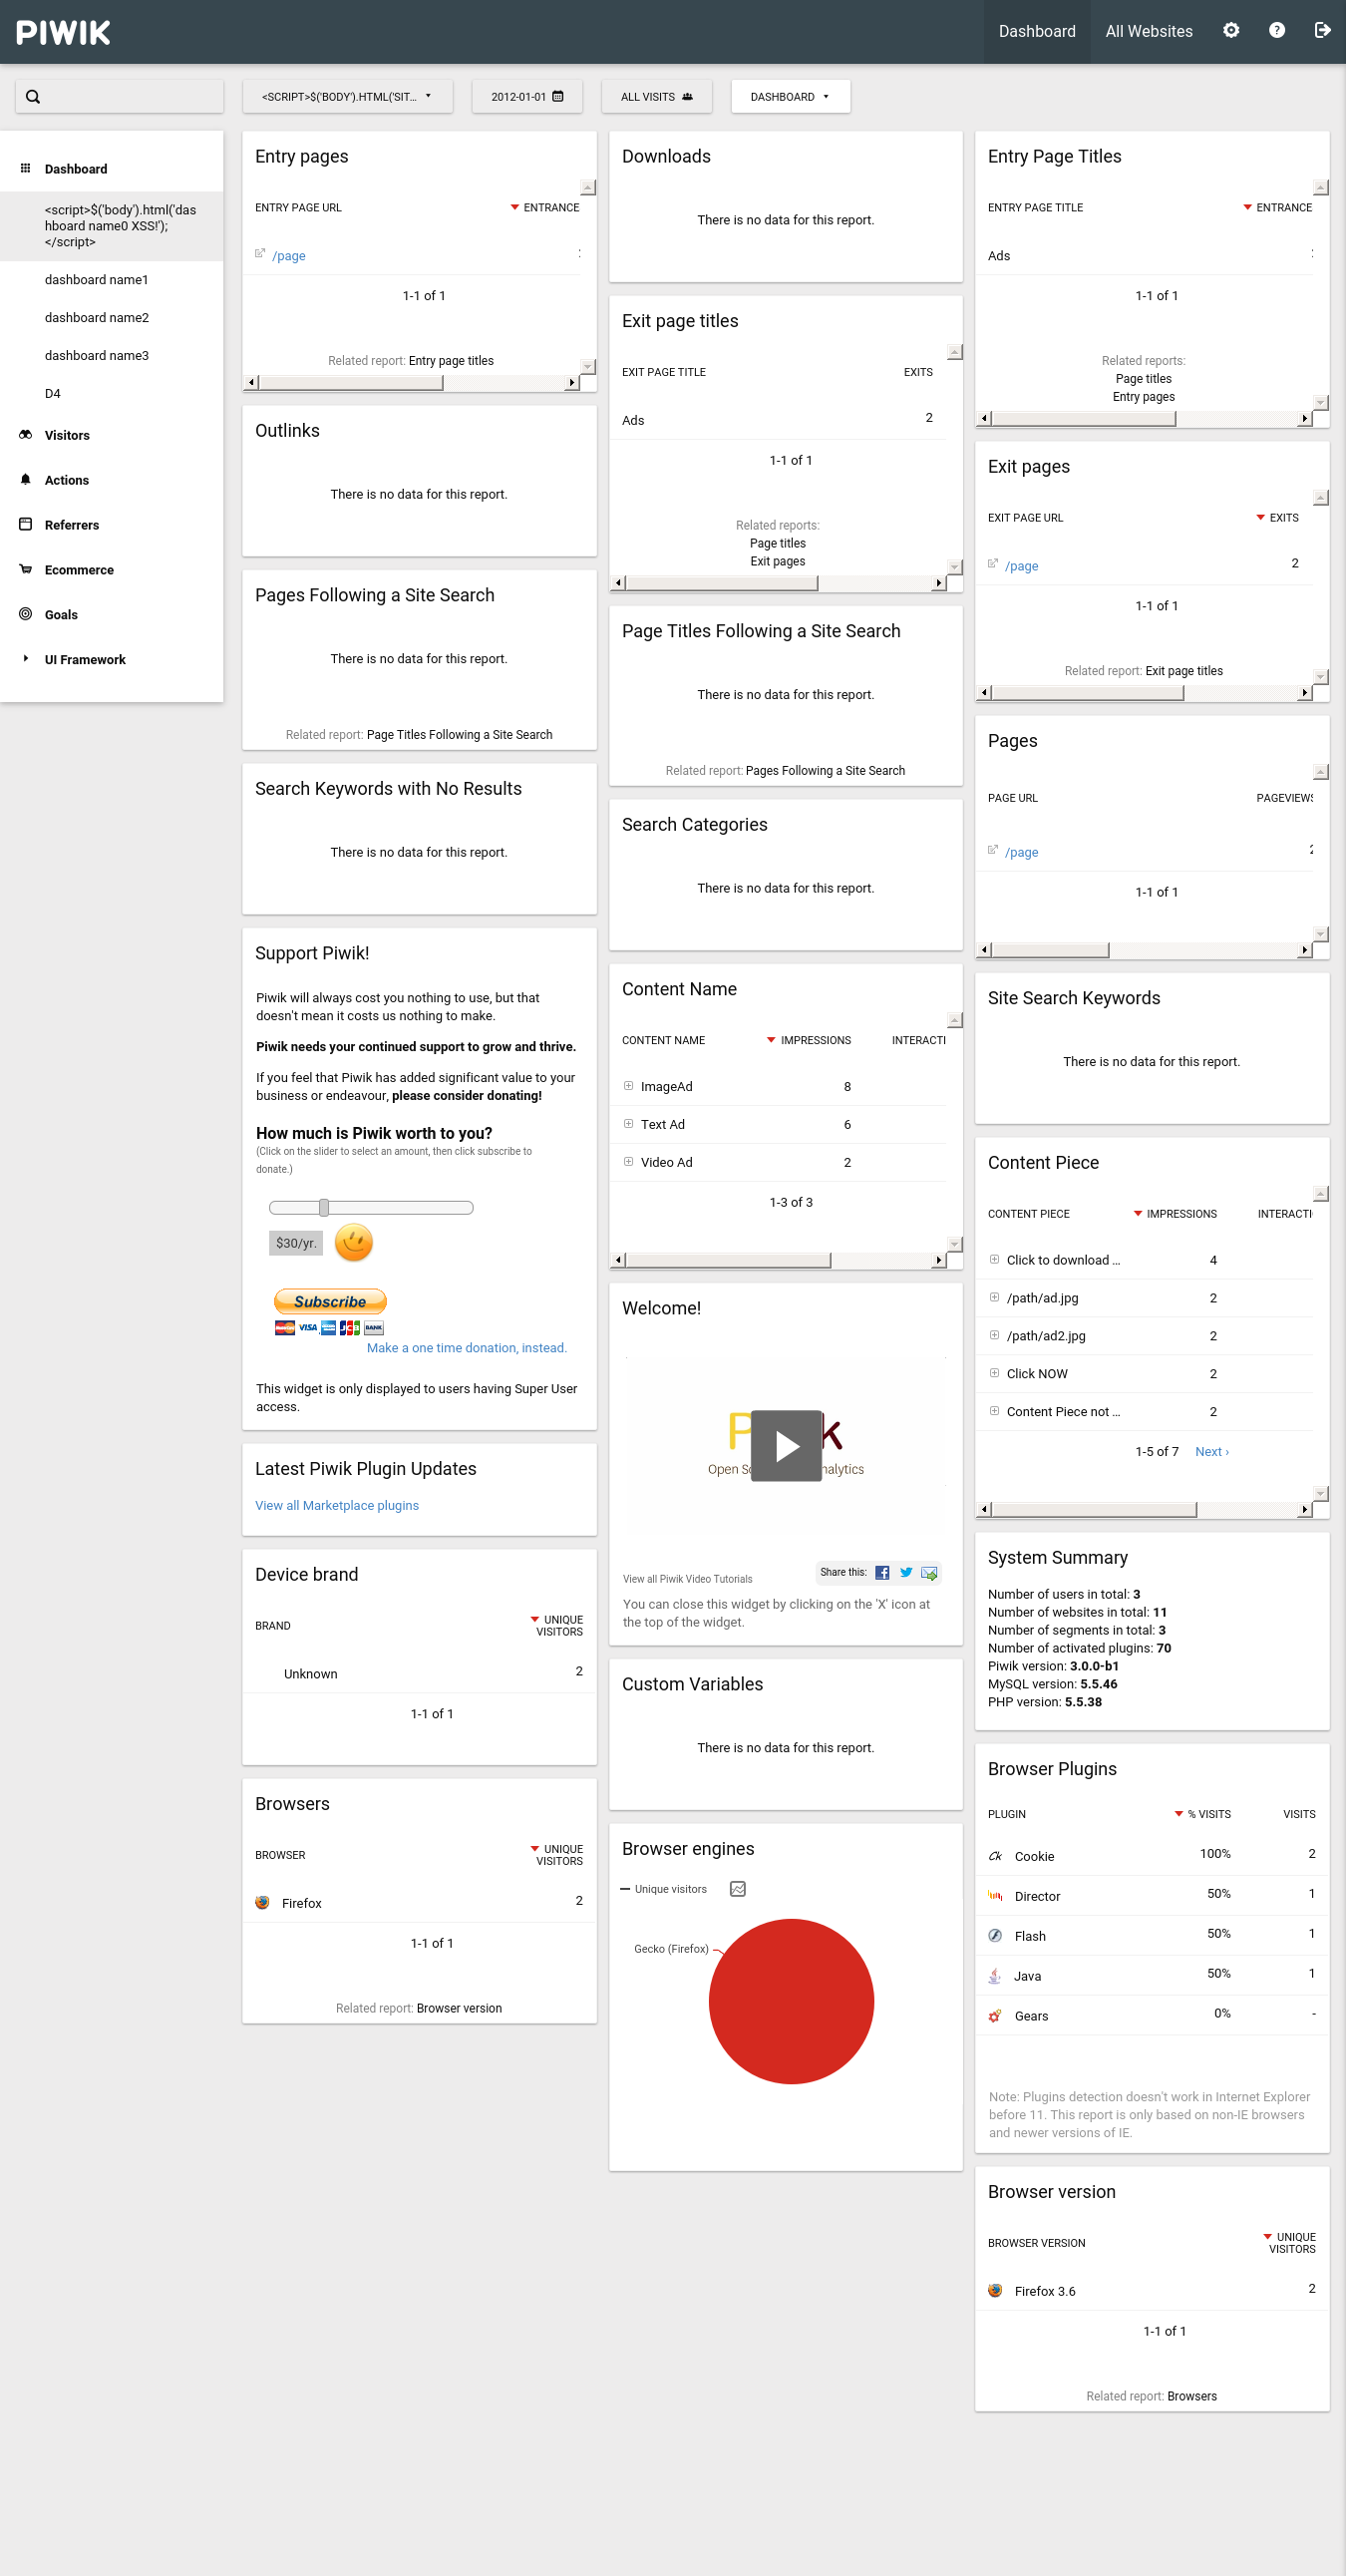 PIWIK
Dashboard
All Websites
<SCRIPT>$('BODY').HTML('SIT...
2012-01-01
ALL VISITS
DASHBOARD
Dashboard
<script>$('body').html('das
hboard name0 XSS!');
</script>
dashboard name1
dashboard name2
dashboard name3
D4
Visitors
Actions
Referrers
Ecommerce
Goals
UI Framework
Entry pages
ENTRY PAGE URL ENTRANCE
/page
1-1 of 1
Related report: Entry page titles
Outlinks
There is no data for this report.
Pages Following a Site Search
There is no data for this report.
Related report: Page Titles Following a Site Search
Search Keywords with No Results
There is no data for this report.
Support Piwik!
Piwik will always cost you nothing to use, but that
doesn't mean it costs us nothing to make.
Piwik needs your continued support to grow and thrive.
If you feel that Piwik has added significant value to your
business or endeavour, please consider donating!
How much is Piwik worth to you?
(Click on the slider to select an amount, then click subscribe to
donate.)
$30/yr.
Subscribe
VISA
JCB
BANK
Make a one time donation, instead.
This widget is only displayed to users having Super User
access.
Latest Piwik Plugin Updates
View all Marketplace plugins
Device brand
BRAND UNIQUE
VISITORS
Unknown 2
1-1 of 1
Browsers
BROWSER UNIQUE
VISITORS
Firefox 2
1-1 of 1
Related report: Browser version
Downloads
There is no data for this report.
Exit page titles
EXIT PAGE TITLE EXITS
Ads 2
1-1 of 1
Related reports:
Page titles
Exit pages
Page Titles Following a Site Search
There is no data for this report.
Related report: Pages Following a Site Search
Search Categories
There is no data for this report.
Content Name
CONTENT NAME IMPRESSIONS INTERACTI
ImageAd 8
Text Ad 6
Video Ad 2
1-3 of 3
Welcome!
P k
Open So nalytics
View all Piwik Video Tutorials
Share this:
You can close this widget by clicking on the 'X' icon at
the top of the widget.
Custom Variables
There is no data for this report.
Browser engines
Unique visitors
Gecko (Firefox)
Entry Page Titles
ENTRY PAGE TITLE ENTRANCE
Ads
1-1 of 1
Related reports:
Page titles
Entry pages
Exit pages
EXIT PAGE URL EXITS
/page 2
1-1 of 1
Related report: Exit page titles
Pages
PAGE URL PAGEVIEWS
/page 2
1-1 of 1
Site Search Keywords
There is no data for this report.
Content Piece
CONTENT PIECE IMPRESSIONS INTERACTI
Click to download ... 4
/path/ad.jpg 2
/path/ad2.jpg 2
Click NOW 2
Content Piece not ... 2
1-5 of 7 Next ›
System Summary
Number of users in total: 3
Number of websites in total: 11
Number of segments in total: 3
Number of activated plugins: 70
Piwik version: 3.0.0-b1
MySQL version: 5.5.46
PHP version: 5.5.38
Browser Plugins
PLUGIN % VISITS VISITS
Cookie 100% 2
Director 50% 1
Flash 50% 1
Java 50% 1
Gears 0% -
Note: Plugins detection doesn't work in Internet Explorer
before 11. This report is only based on non-IE browsers
and newer versions of IE.
Browser version
BROWSER VERSION UNIQUE
VISITORS
Firefox 3.6 2
1-1 of 1
Related report: Browsers